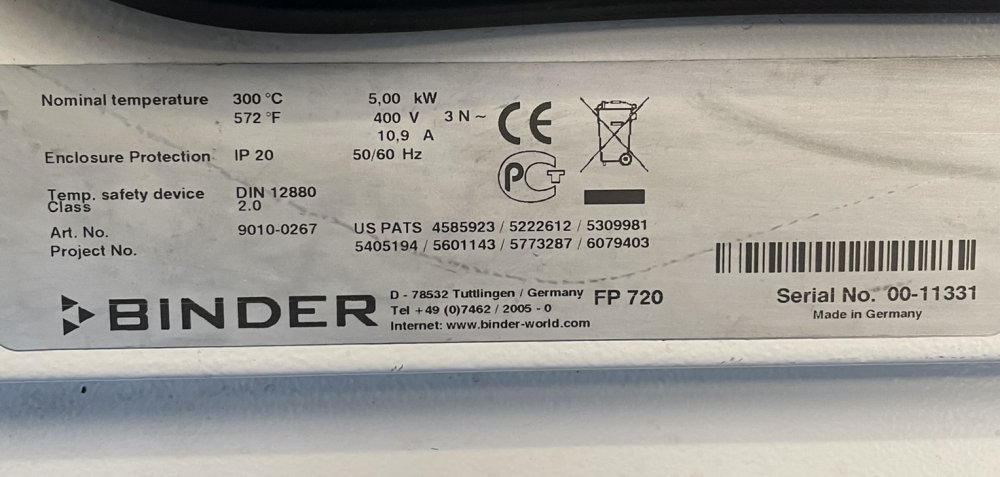 Nominal temperature 300 °C 5,00 kW
572 °F 400 V 3 N ~
10,9 A
Enclosure Protection IP 20 50/60 Hz
Temp. safety device DIN 12880
Class 2.0
Art. No. 9010-0267
Project No.
CE
PCT
US PATS 4585923 / 5222612 / 5309981
5405194 / 5601143 / 5773287 / 6079403
BINDER
D - 78532 Tuttlingen / Germany
Tel +49 (0)7462 / 2005 - 0
Internet: www.binder-world.com
FP 720
Serial No. 00-11331
Made in Germany